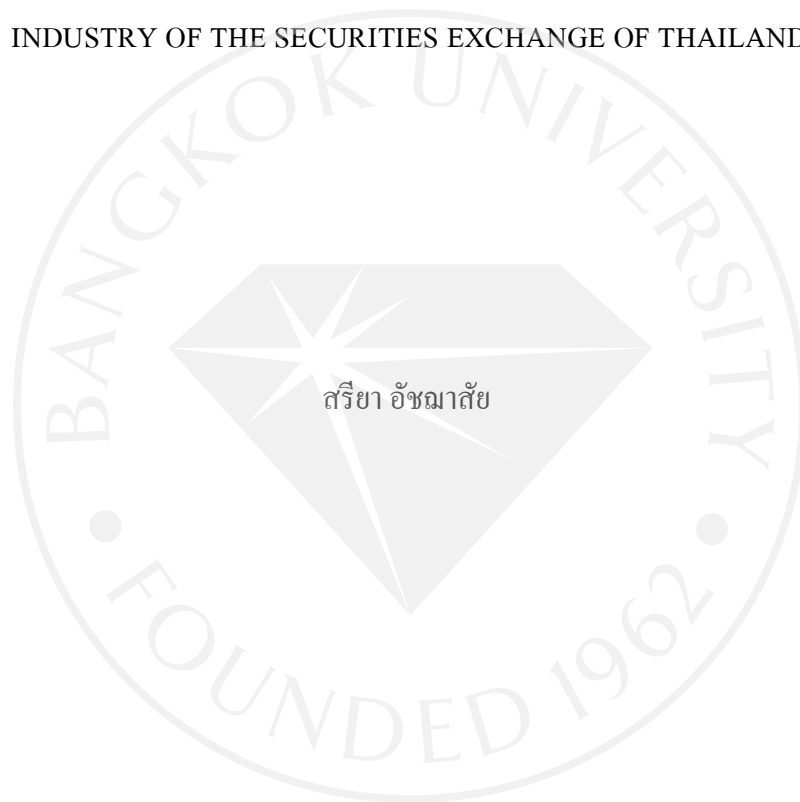 INDUSTRY OF THE SECURITIES EXCHANGE OF THAILAND
BANGKOK UNIVERSITY
สรียา อัชฌาสัย
FOUNDED 1962